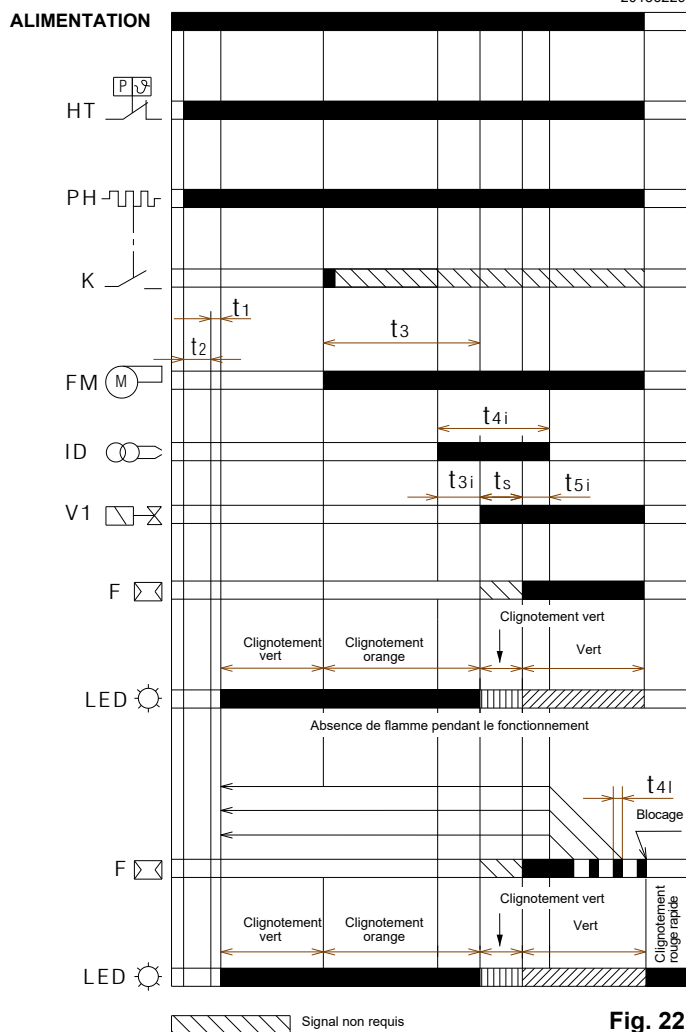 ALIMENTATION
P ϑ
HT
PH
K
t1
t2
t3
FM M
t4i
ID
t3i ts t5i
V1
F
Clignotement vert
Clignotement
vert
Clignotement
orange
Vert
LED
Absence de flamme pendant le fonctionnement
t4l
Blocage
F
Clignotement vert
Clignotement
vert
Clignotement
orange
Vert
Clignotement
rouge rapide
LED
Signal non requis
Fig. 22